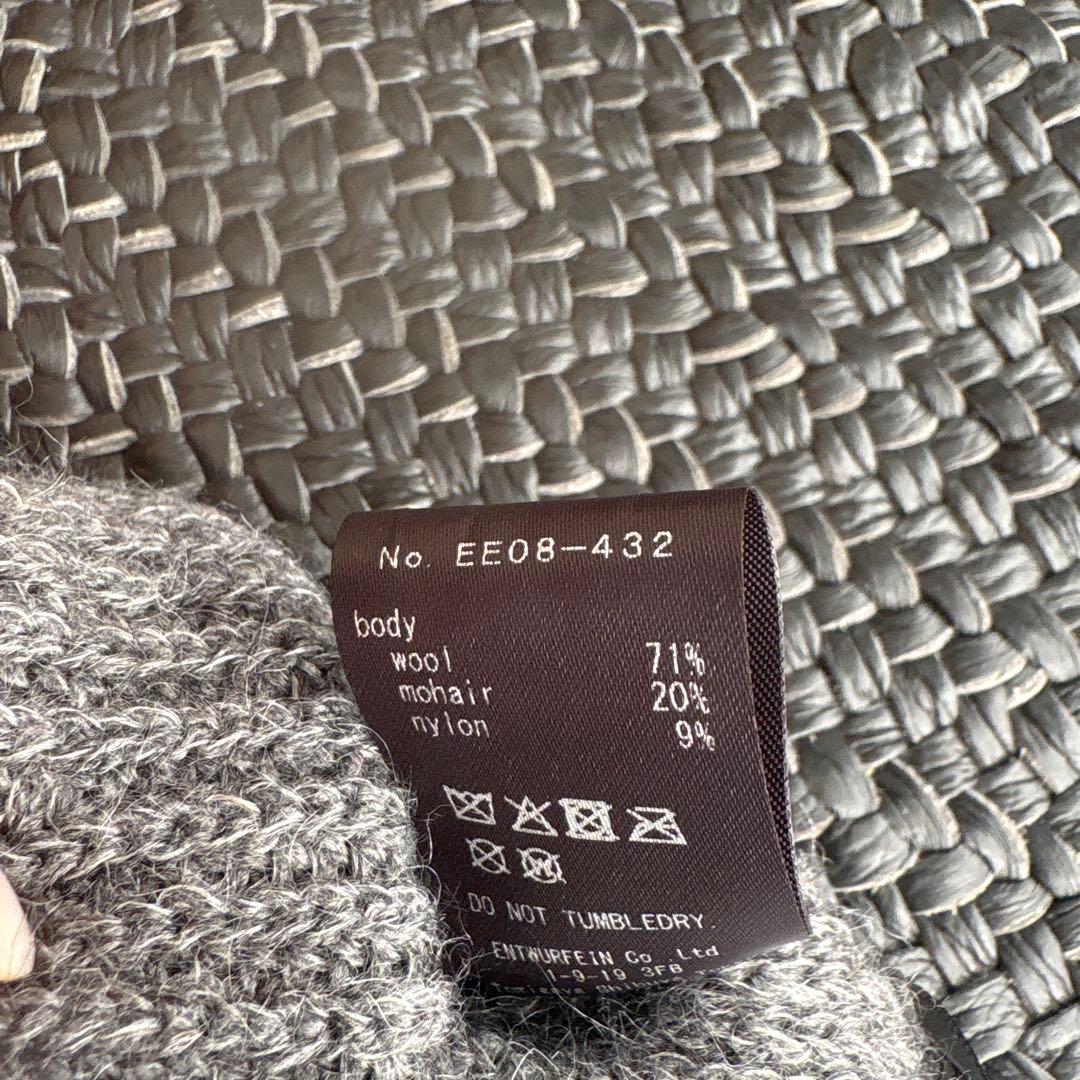 No. EE08-432
body
wool 71%
mohair 20%
nylon 9%
DO NOT TUMBLEDRY.
ENTWURFEIN Co. Ltd
1-9-19 3FB